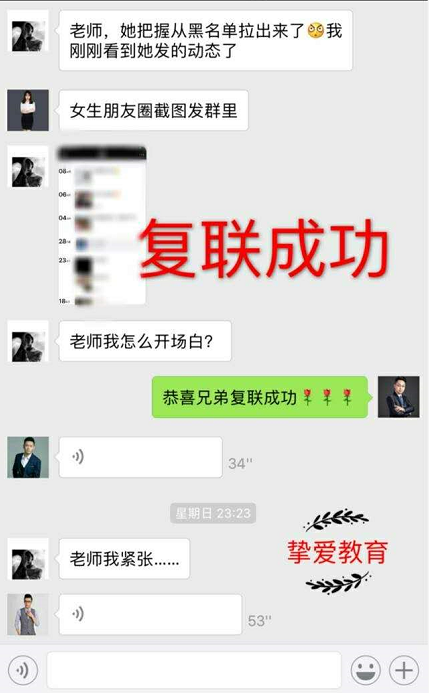 老师，她把握从黑名单拉出来了🙄我
刚刚看到她发的动态了
女生朋友圈截图发群里
08
06
04
28
23
18
复联成功
老师我怎么开场白？
恭喜兄弟复联成功🌹🌹🌹
34"
星期日 23:23
老师我紧张......
挚爱教育
53"